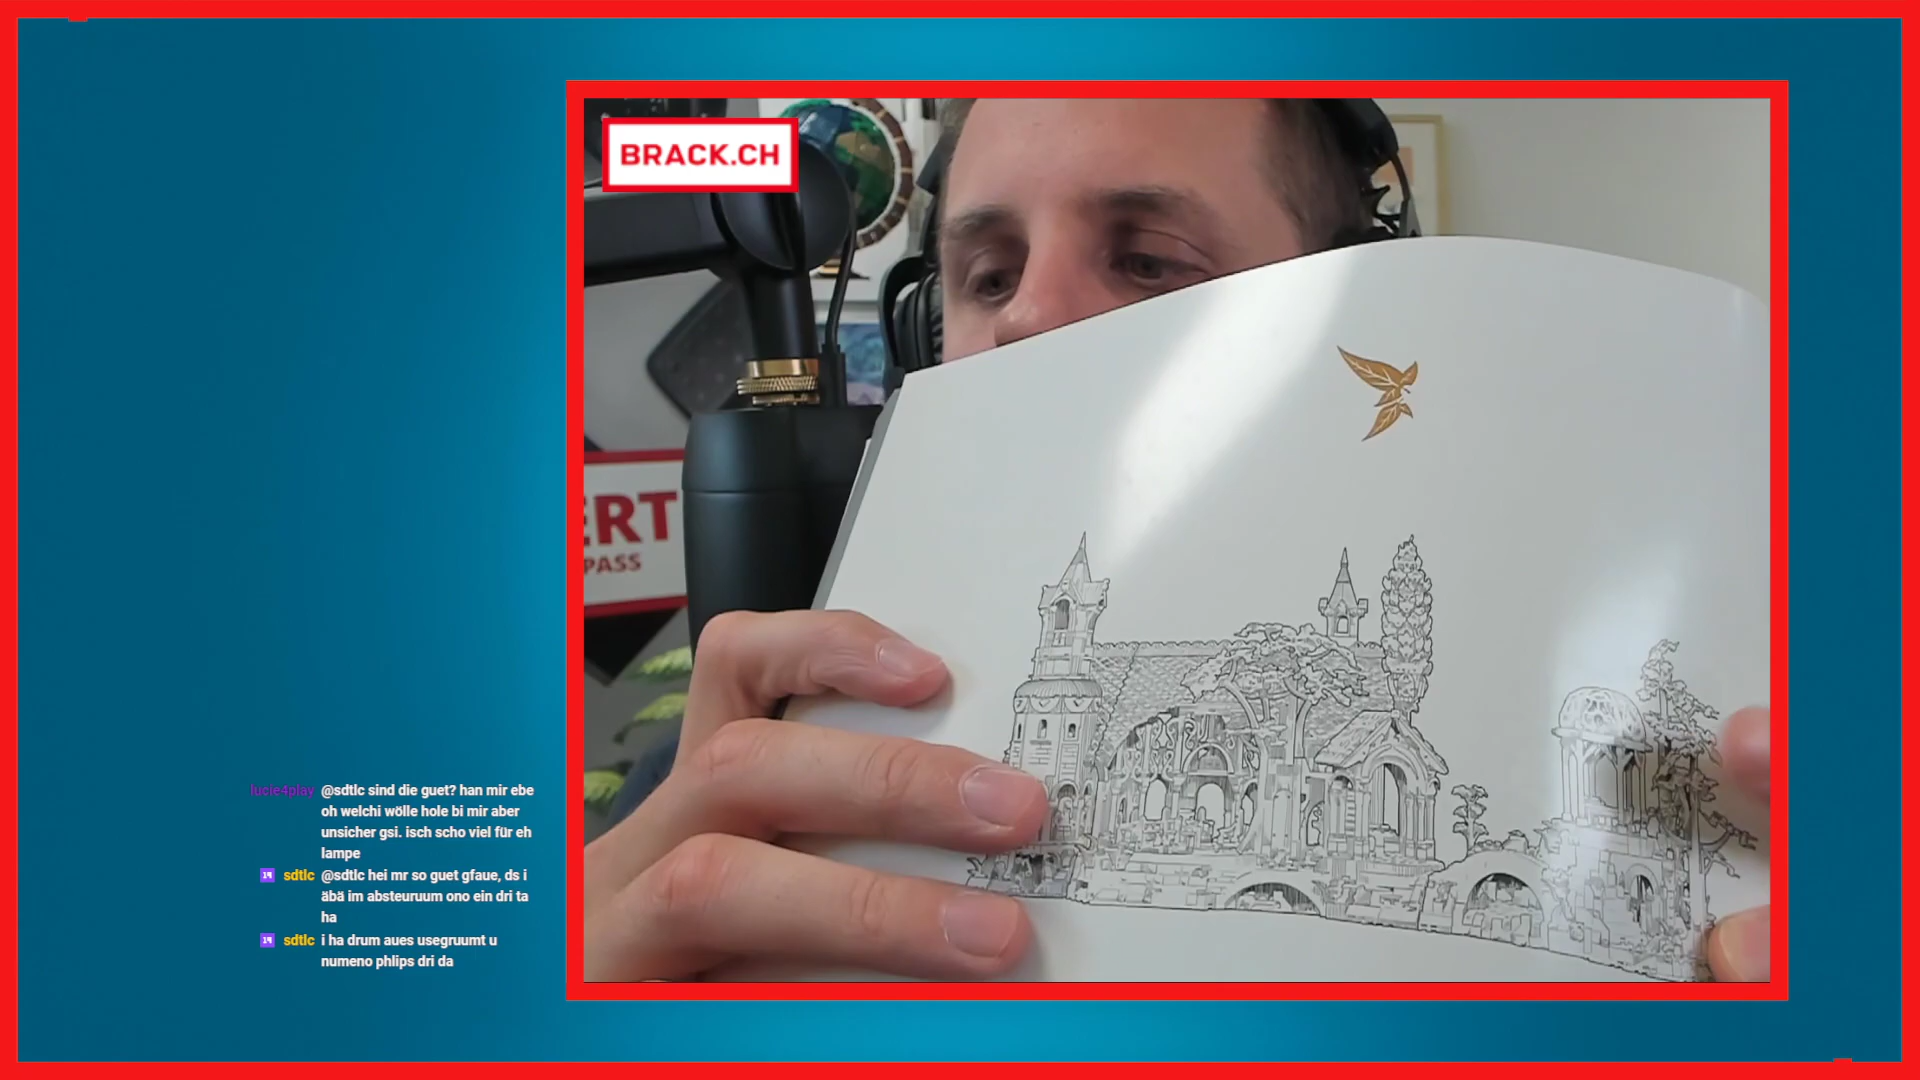 BRACK.CH
ERT
PASS
lucie4play @sdtlc sind die guet? han mir ebe
oh welchi wölle hole bi mir aber
unsicher gsi. isch scho viel für eh
lampe
sdtlc @sdtlc hei mr so guet gfaue, ds i
äbä im absteuruum ono ein dri ta
ha
sdtlc i ha drum aues usegruumt u
numeno phlips dri da